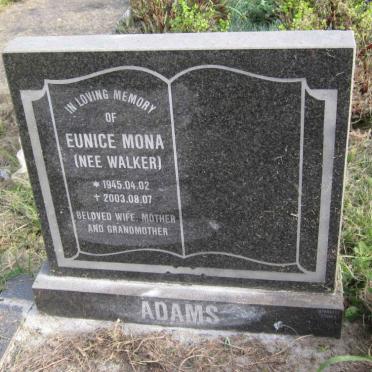 IN LOVING MEMORY
OF
EUNICE MONA
(NEE WALKER)
* 1945.04.02
+ 2003.08.07
BELOVED WIFE, MOTHER
AND GRANDMOTHER
ADAMS